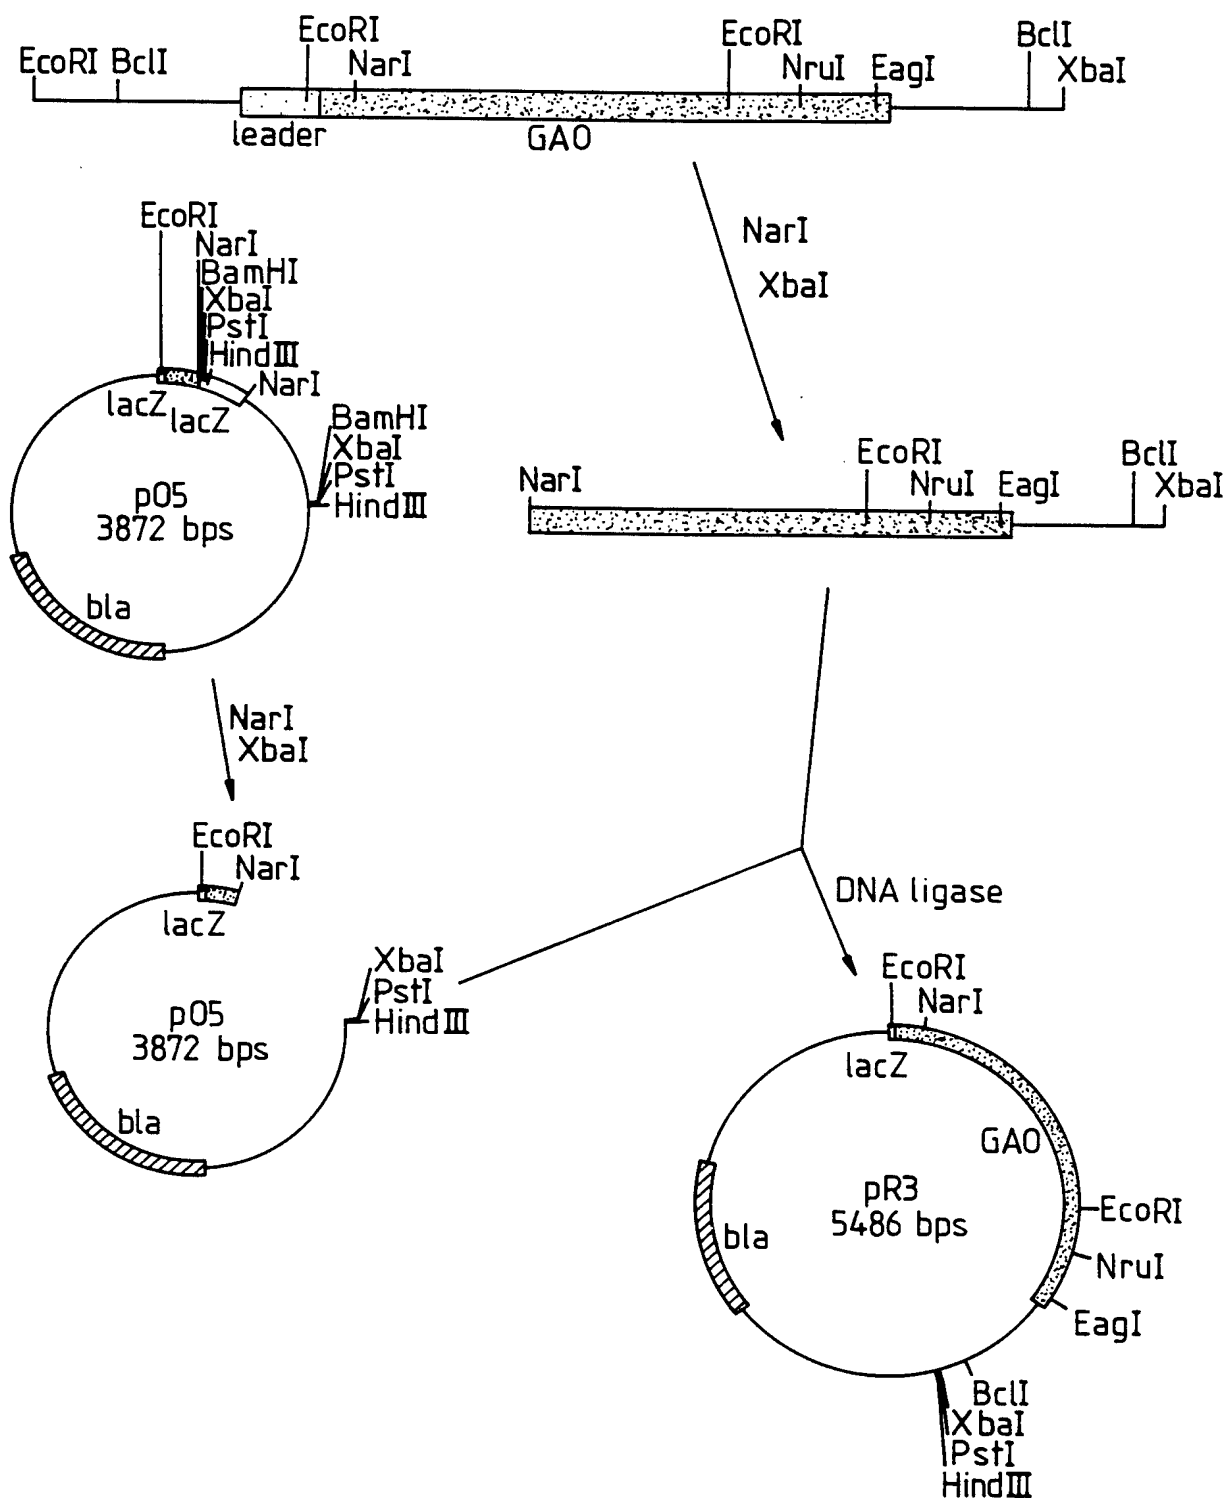 EcoRI BclI
EcoRI
NarI
EcoRI
NruI EagI
BclI
XbaI
leader
GAO
NarI
XbaI
EcoRI
NarI
BamHI
XbaI
PstI
HindIII
NarI
lacZ lacZ
BamHI
XbaI
PstI
HindIII
pO5
3872 bps
bla
NarI
EcoRI
NruI EagI
BclI
XbaI
NarI
XbaI
EcoRI
NarI
lacZ
XbaI
PstI
HindIII
pO5
3872 bps
bla
DNA ligase
EcoRI
NarI
lacZ
GAO
pR3
5486 bps
bla
EcoRI
NruI
EagI
BclI
XbaI
PstI
HindIII